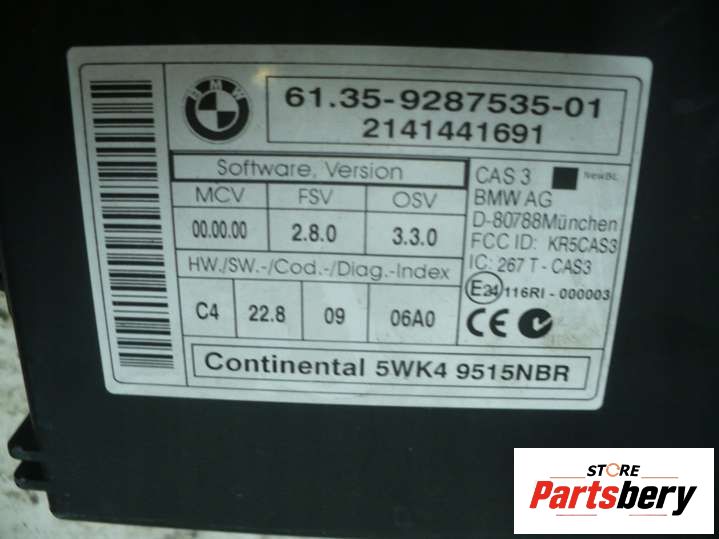 BMW
61.35-9287535-01
2141441691
Software, Version
MCV FSV OSV
00.00.00 2.8.0 3.3.0
HW./SW.-/Cod.-/Diag.-Index
C4 22.8 09 06A0
CAS 3 NewBL
BMW AG
D-80788München
FCC ID: KR5CAS3
IC: 267 T - CAS3
E24 116RI - 000003
CE
Continental 5WK4 9515NBR
STORE
Partsbery